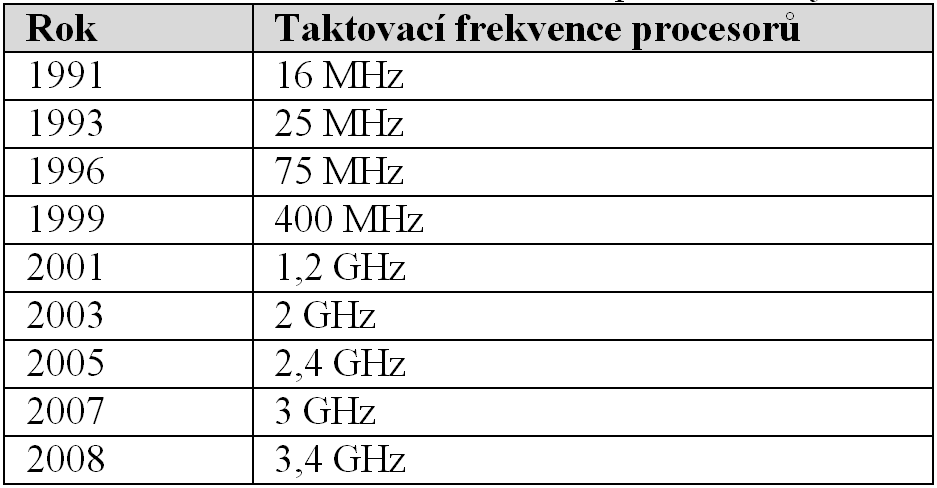 Rok Taktovací frekvence procesorů
1991 16 MHz
1993 25 MHz
1996 75 MHz
1999 400 MHz
2001 1,2 GHz
2003 2 GHz
2005 2,4 GHz
2007 3 GHz
2008 3,4 GHz